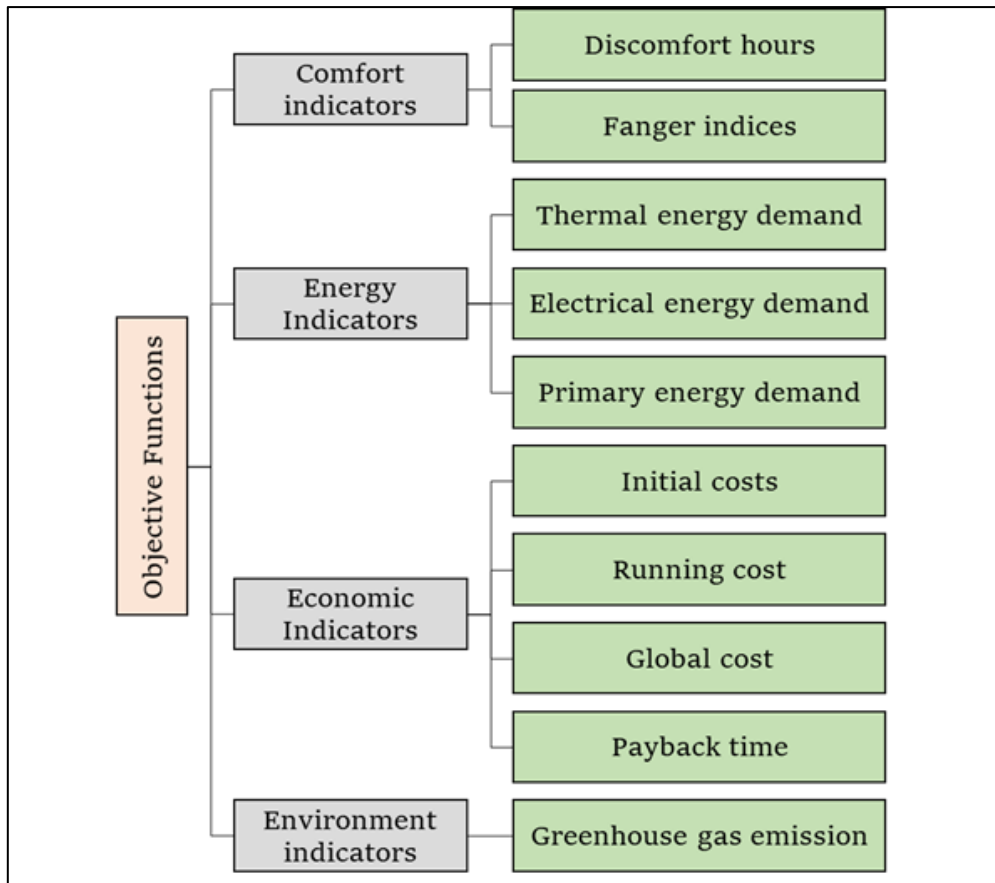 Objective Functions
Comfort
indicators
Discomfort hours
Fanger indices
Energy
Indicators
Thermal energy demand
Electrical energy demand
Primary energy demand
Economic
Indicators
Initial costs
Running cost
Global cost
Payback time
Environment
indicators
Greenhouse gas emission